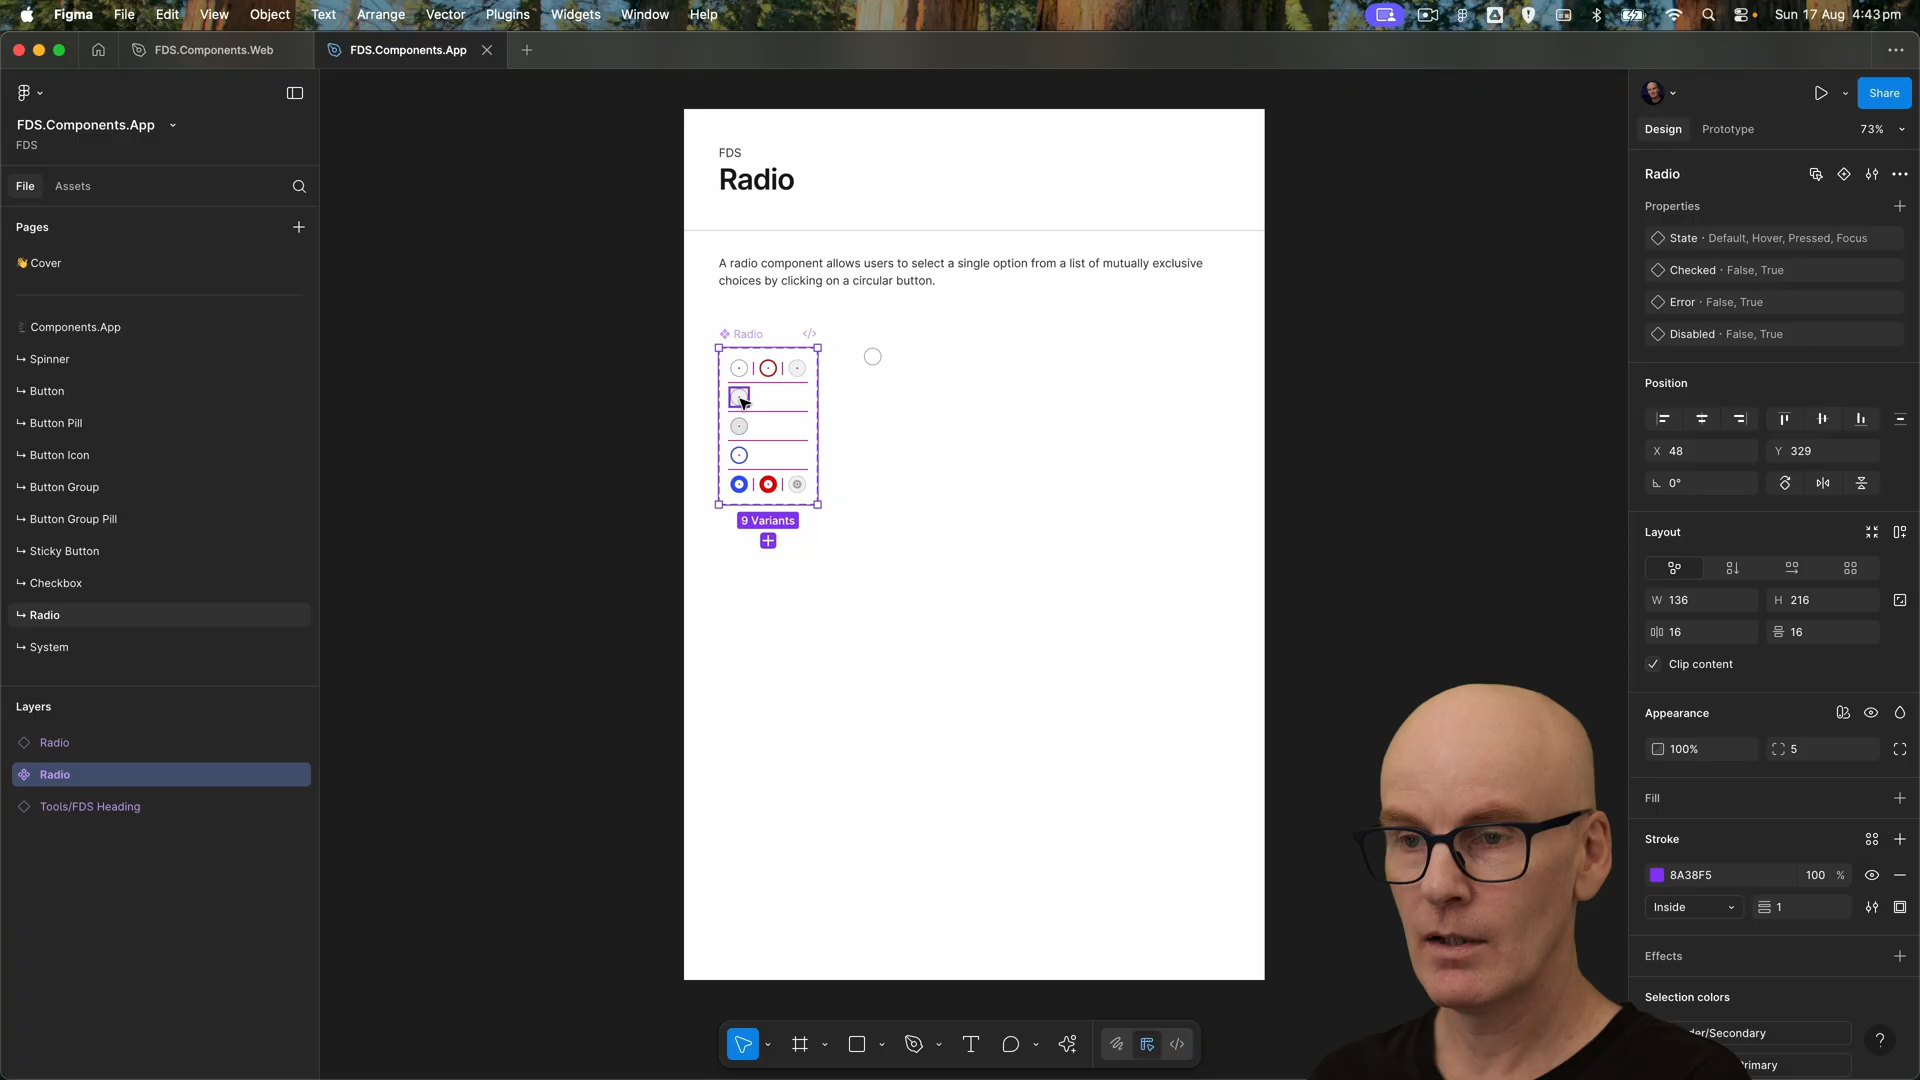 Figma File Edit View Object Text Arrange Vector Plugins Widgets Window Help
Sun 17 Aug 4:43 pm
FDS.Components.Web
FDS.Components.App
FDS.Components.App
FDS
File Assets
Pages
👋 Cover
Components.App
↳ Spinner
↳ Button
↳ Button Pill
↳ Button Icon
↳ Button Group
↳ Button Group Pill
↳ Sticky Button
↳ Checkbox
↳ Radio
↳ System
Layers
Radio
Radio
Tools/FDS Heading
FDS
Radio
A radio component allows users to select a single option from a list of mutually exclusive
choices by clicking on a circular button.
Radio
9 Variants
Share
Design Prototype
73%
Radio
Properties
State · Default, Hover, Pressed, Focus
Checked · False, True
Error · False, True
Disabled · False, True
Position
X 48
Y 329
0°
Layout
W 136
H 216
16
16
Clip content
Appearance
100%
5
Fill
Stroke
8A38F5
100 %
Inside
1
Effects
Selection colors